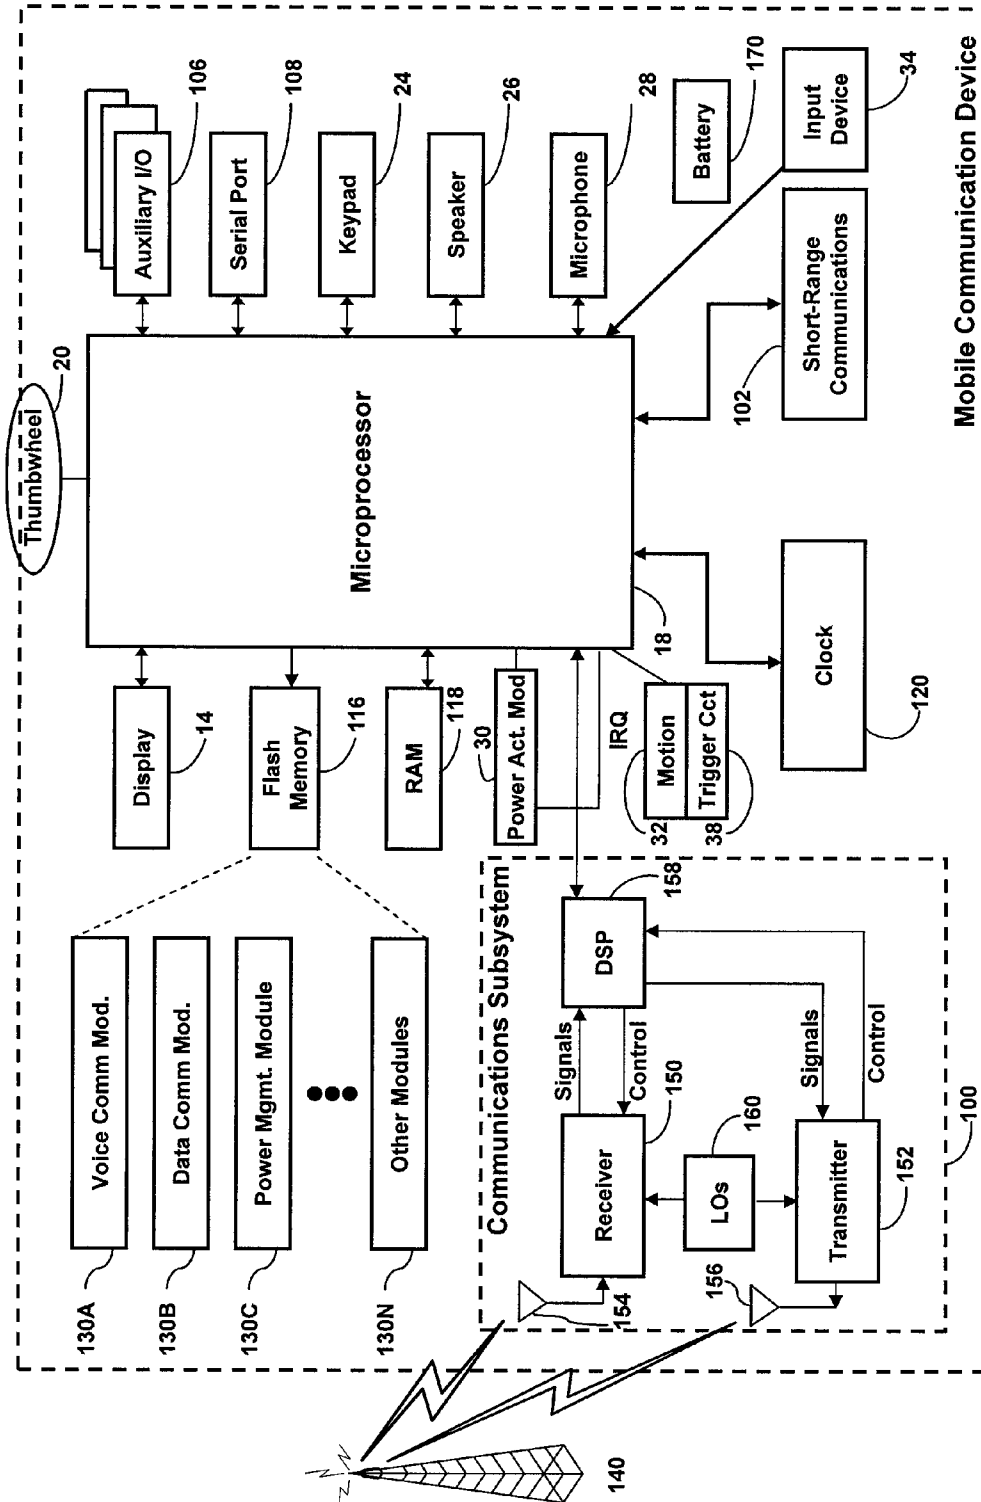 Thumbwheel
20
Voice Comm Mod.
130A
Data Comm Mod.
130B
Power Mgmt. Module
130C
Other Modules
130N
Display
14
Flash
Memory
116
RAM
118
30
Power Act. Mod
Microprocessor
18
Auxiliary I/O
106
Serial Port
108
Keypad
24
Speaker
26
Microphone
28
IRQ
32
Motion
38
Trigger Cct
Battery
170
Input
Device
34
Communications Subsystem
DSP
158
Signals
Control
Receiver
150
154
LOs
160
156
Signals
Control
Transmitter
152
100
140
Clock
120
102
Short-Range
Communications
Mobile Communication Device